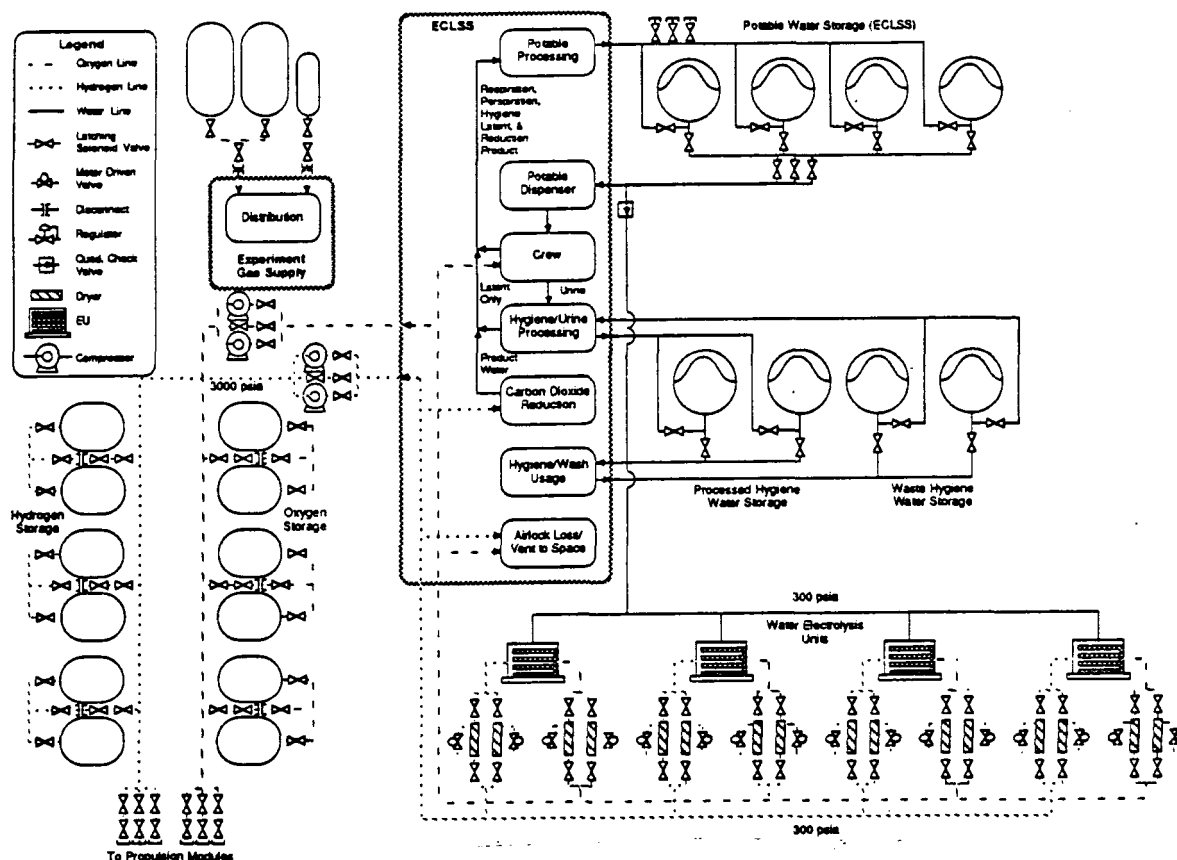 Legend
Oxygen Line
Hydrogen Line
Water Line
Latching
Solenoid Valve
Motor Driven
Valve
Disconnect
Regulator
Quad. Check
Valve
Dryer
EU
Compressor
Distribution
Experiment
Gas Supply
3000 psia
Hydrogen
Storage
Oxygen
Storage
To Propulsion Modules
ECLSS
Potable
Processing
Respiration,
Perspiration,
Hygiene
Latent, &
Reduction
Product
Potable
Dispenser
Crew
Latent
Only
Urine
Hygiene/Urine
Processing
Product
Water
Carbon Dioxide
Reduction
Hygiene/Wash
Usage
Airlock Loss/
Vent to Space
Potable Water Storage (ECLSS)
Processed Hygiene
Water Storage
Waste Hygiene
Water Storage
300 psia
Water Electrolysis
Units
300 psia